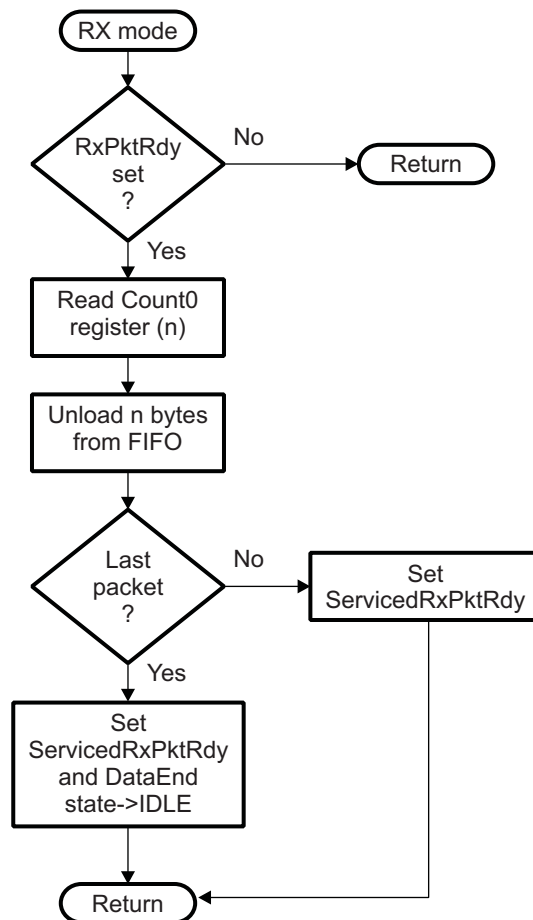 RX mode
RxPktRdy
set
?
No
Return
Yes
Read Count0
register (n)
Unload n bytes
from FIFO
Last
packet
?
No
Set
ServicedRxPktRdy
Yes
Set
ServicedRxPktRdy
and DataEnd
state->IDLE
Return